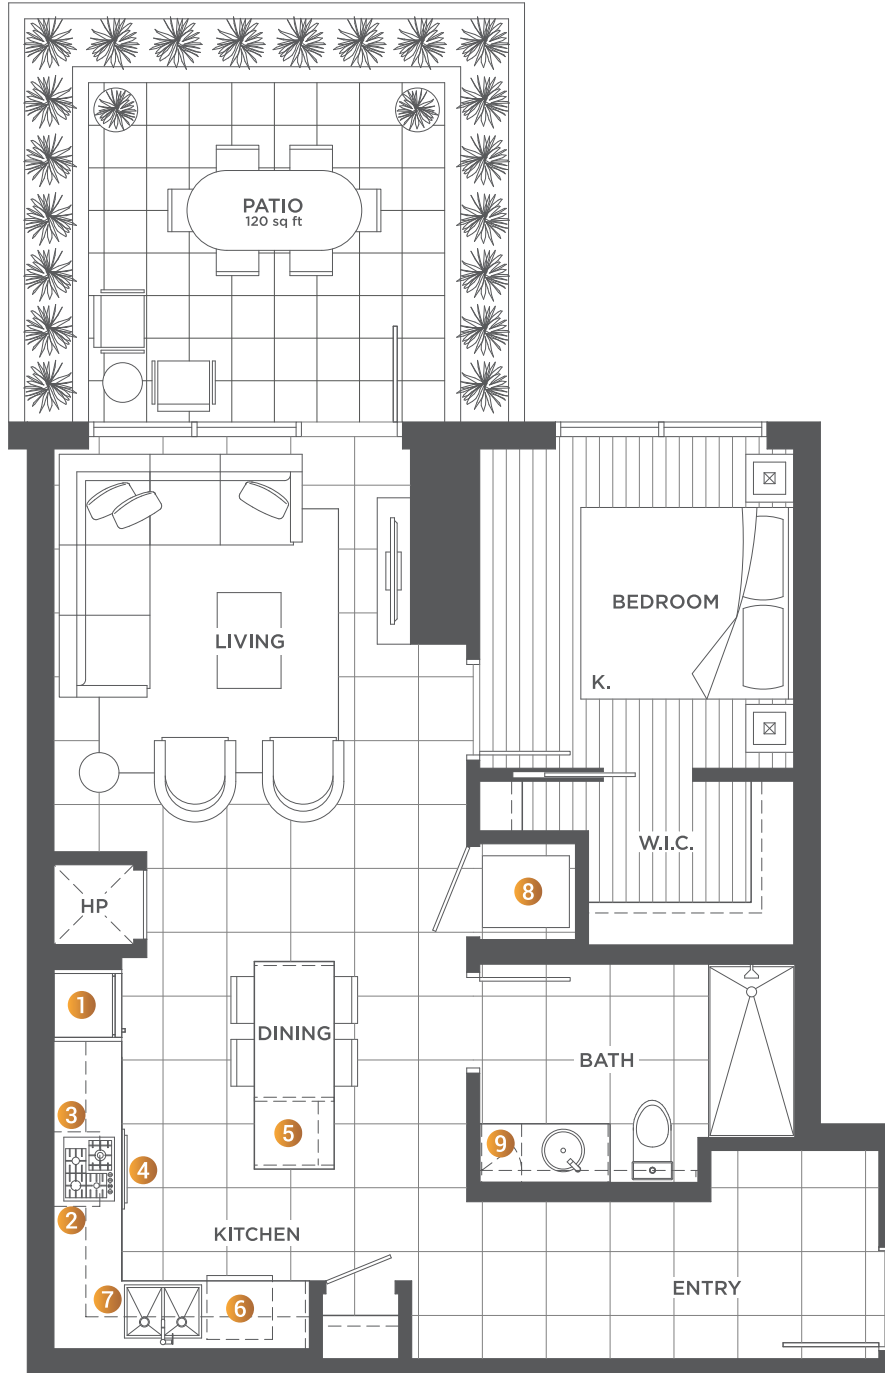 PATIO
120 sq ft
BEDROOM
LIVING
K.
W.I.C.
8
HP
1
DINING
BATH
3
5
9
4
2
KITCHEN
ENTRY
7
6